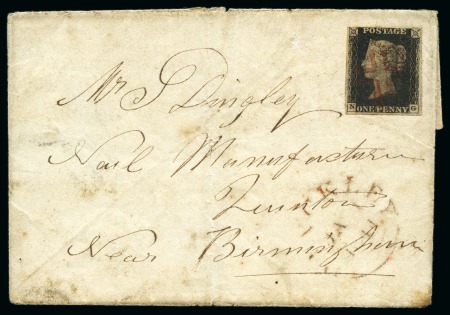 POSTAGE
N G
ONE PENNY
Mr J Dingley
Nail Manufacturer
Quinton
Near Birmingham